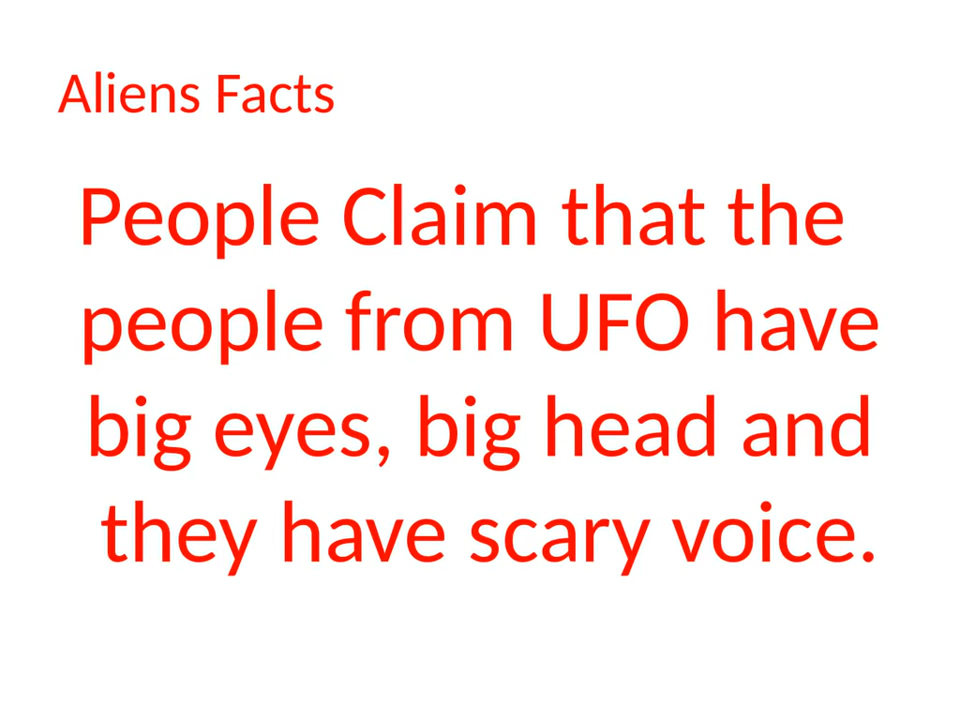 Aliens Facts
People Claim that the
people from UFO have
big eyes, big head and
they have scary voice.